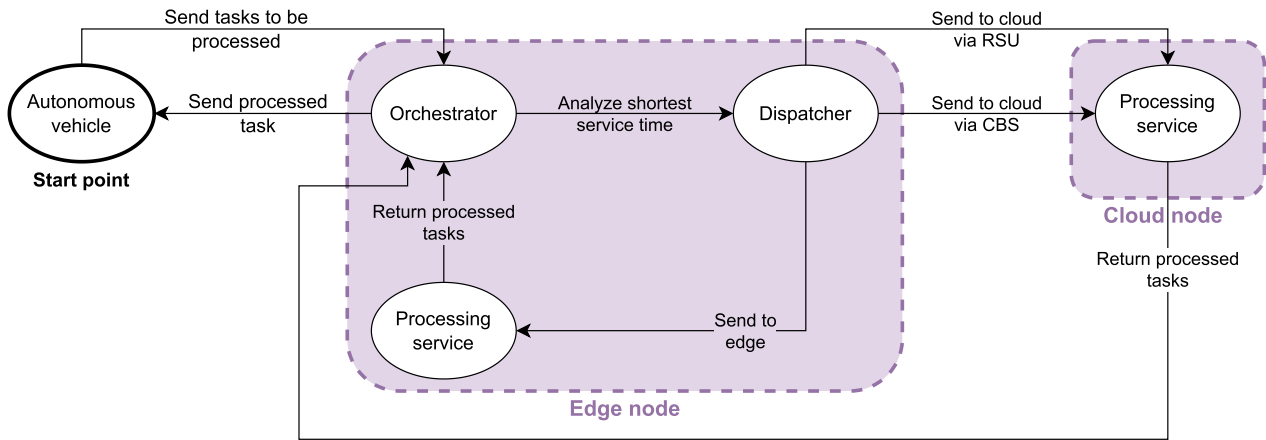 Send tasks to be
processed
Send to cloud
via RSU
Autonomous
vehicle
Send processed
task
Orchestrator
Analyze shortest
service time
Dispatcher
Send to cloud
via CBS
Processing
service
Start point
Return processed
tasks
Cloud node
Return processed
tasks
Processing
service
Send to
edge
Edge node